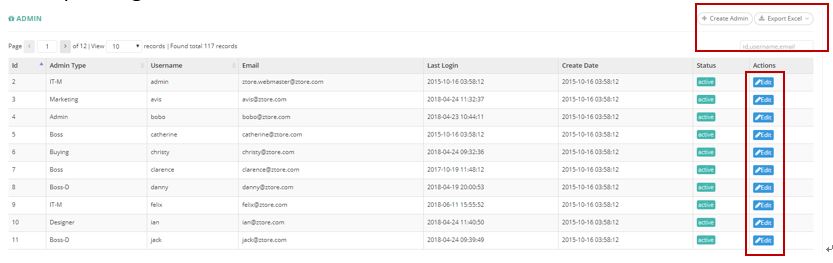 ADMIN
+ Create Admin
Export Excel
Page 1 of 12 | View 10 records | Found total 117 records
id,username,email
Id Admin Type Username Email Last Login Create Date Status Actions
2 IT-M admin ztore.webmaster@ztore.com 2015-10-16 03:58:12 2015-10-16 03:58:12 active Edit
3 Marketing avis avis@ztore.com 2018-04-24 11:32:37 2015-10-16 03:58:12 active Edit
4 Admin bobo bobo@ztore.com 2018-04-23 10:44:11 2015-10-16 03:58:12 active Edit
5 Boss catherine catherine@ztore.com 2015-10-16 03:58:12 2015-10-16 03:58:12 active Edit
6 Buying christy christy@ztore.com 2018-04-24 09:32:36 2015-10-16 03:58:12 active Edit
7 Boss clarence clarence@ztore.com 2017-10-19 11:48:12 2015-10-16 03:58:12 active Edit
8 Boss-D danny danny@ztore.com 2018-04-19 20:00:53 2015-10-16 03:58:12 active Edit
9 IT-M felix felix@ztore.com 2018-06-11 15:55:52 2015-10-16 03:58:12 active Edit
10 Designer ian ian@ztore.com 2018-04-24 11:40:50 2015-10-16 03:58:12 active Edit
11 Boss-D jack jack@ztore.com 2018-04-24 09:39:49 2015-10-16 03:58:12 active Edit